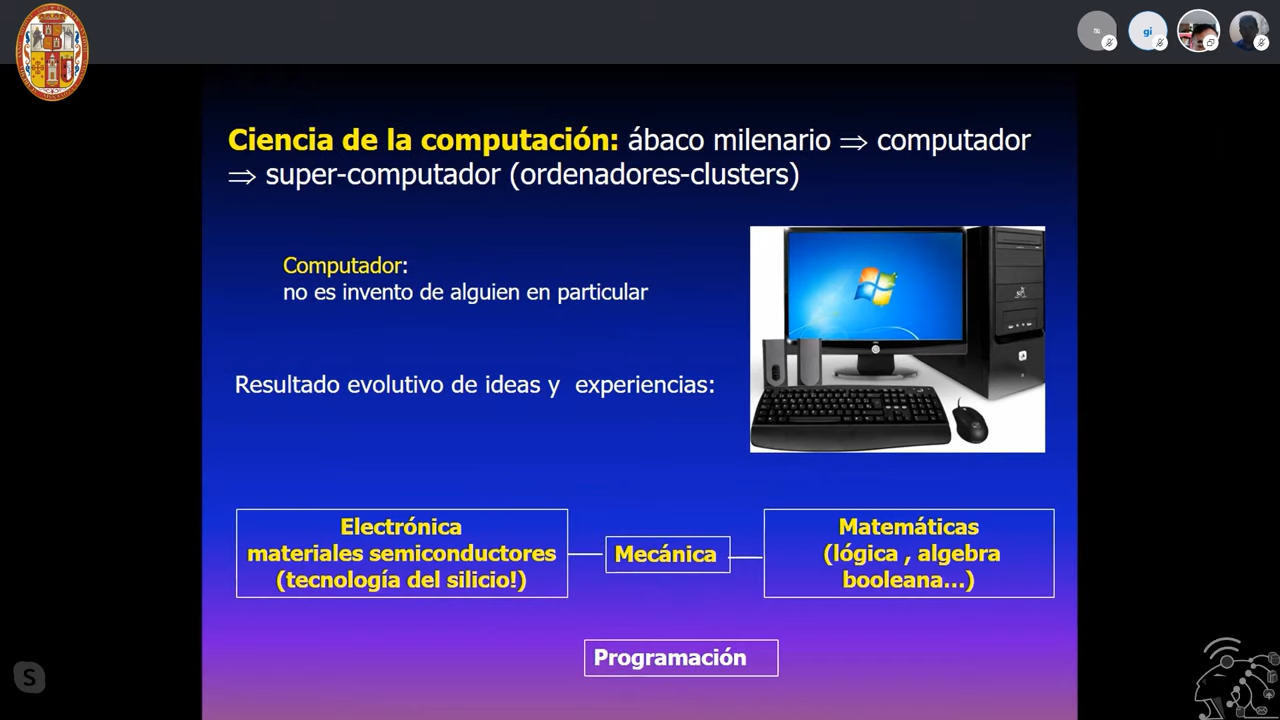 gi
Ciencia de la computación: ábaco milenario ⇒ computador
⇒ super-computador (ordenadores-clusters)
Computador:
no es invento de alguien en particular
Resultado evolutivo de ideas y experiencias:
Electrónica
materiales semiconductores
(tecnología del silicio!)
Mecánica
Matemáticas
(lógica , algebra
booleana...)
Programación
S